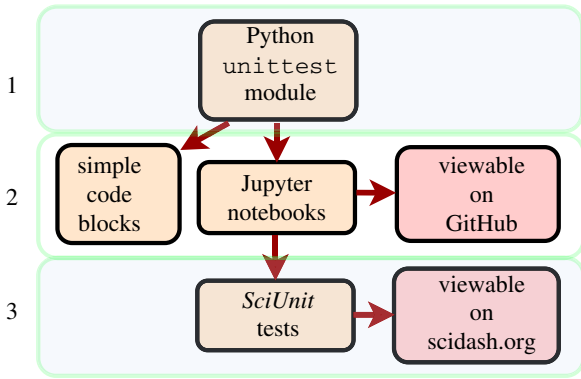 1
Python
unittest
module
2
simple
code
blocks
Jupyter
notebooks
viewable
on
GitHub
3
SciUnit
tests
viewable
on
scidash.org